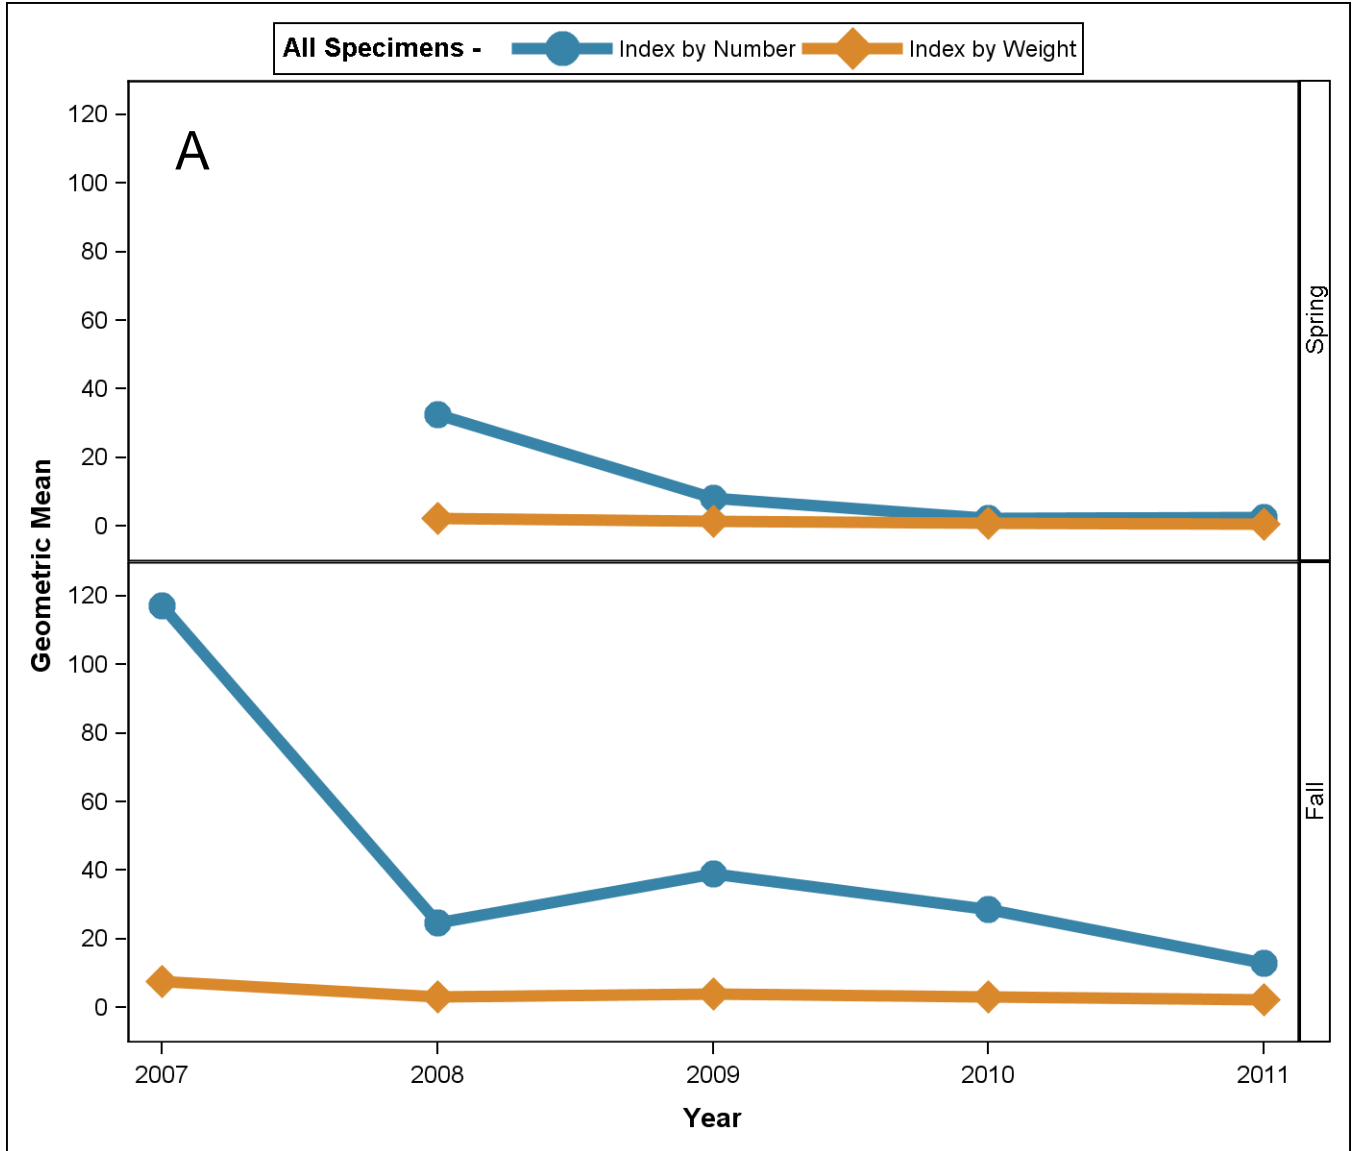 All Specimens - Index by Number Index by Weight
A
120
100
80
60
40
20
0
Spring
Geometric Mean
120
100
80
60
40
20
0
Fall
2007 2008 2009 2010 2011
Year